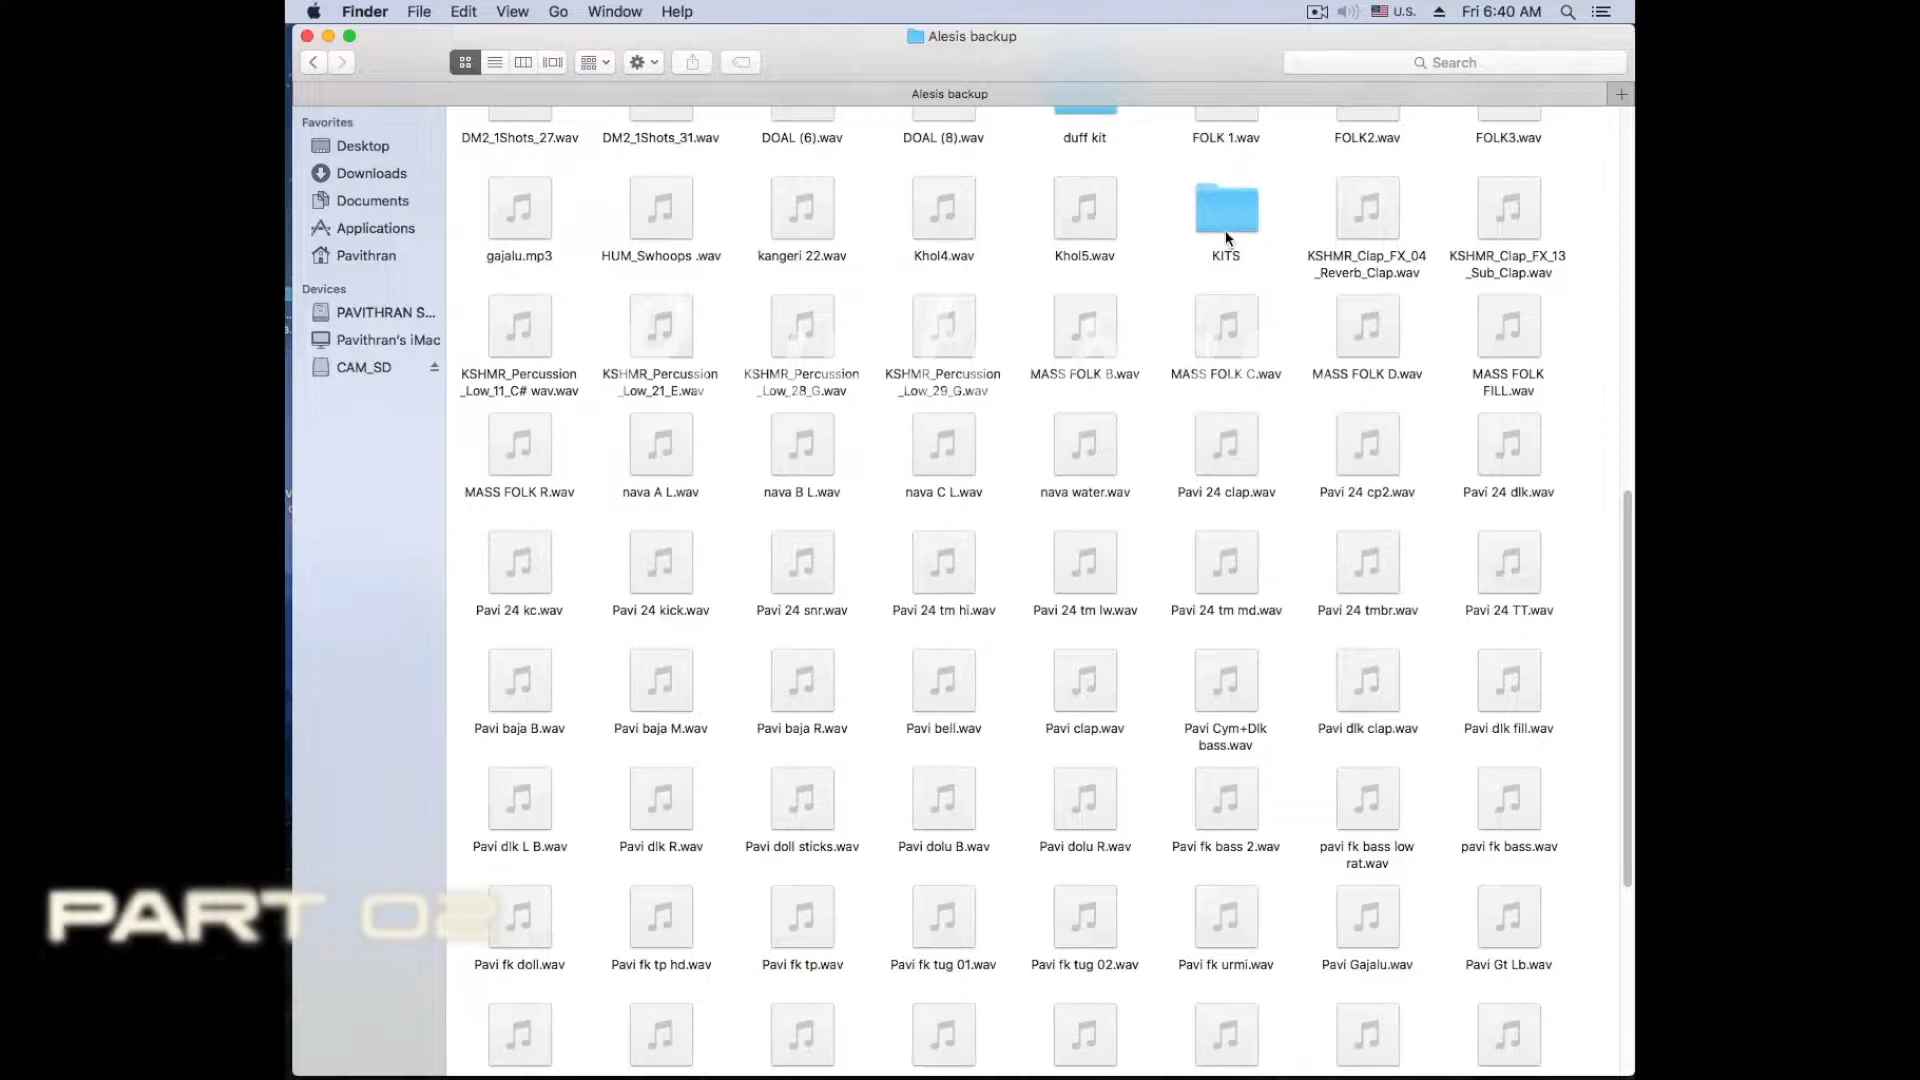 Finder File Edit View Go Window Help U.S. Fri 6:40 AM
Alesis backup
Search
Alesis backup
Favorites
Desktop
Downloads
Documents
Applications
Pavithran
Devices
PAVITHRAN S...
Pavithran's iMac
CAM_SD
DM2_1Shots_27.wav DM2_1Shots_31.wav DOAL (6).wav DOAL (8).wav duff kit FOLK 1.wav FOLK2.wav FOLK3.wav
gajalu.mp3 HUM_Swhoops .wav kangeri 22.wav Khol4.wav Khol5.wav KITS KSHMR_Clap_FX_04 KSHMR_Clap_FX_13
_Reverb_Clap.wav _Sub_Clap.wav
KSHMR_Percussion KSHMR_Percussion KSHMR_Percussion KSHMR_Percussion MASS FOLK B.wav MASS FOLK C.wav MASS FOLK D.wav MASS FOLK
_Low_11_C# wav.wav _Low_21_E.wav _Low_28_G.wav _Low_29_G.wav FILL.wav
MASS FOLK R.wav nava A L.wav nava B L.wav nava C L.wav nava water.wav Pavi 24 clap.wav Pavi 24 cp2.wav Pavi 24 dlk.wav
Pavi 24 kc.wav Pavi 24 kick.wav Pavi 24 snr.wav Pavi 24 tm hi.wav Pavi 24 tm lw.wav Pavi 24 tm md.wav Pavi 24 tmbr.wav Pavi 24 TT.wav
Pavi baja B.wav Pavi baja M.wav Pavi baja R.wav Pavi bell.wav Pavi clap.wav Pavi Cym+Dlk Pavi dlk clap.wav Pavi dlk fill.wav
bass.wav
Pavi dlk L B.wav Pavi dlk R.wav Pavi doll sticks.wav Pavi dolu B.wav Pavi dolu R.wav Pavi fk bass 2.wav pavi fk bass low pavi fk bass.wav
rat.wav
PART 02
Pavi fk doll.wav Pavi fk tp hd.wav Pavi fk tp.wav Pavi fk tug 01.wav Pavi fk tug 02.wav Pavi fk urmi.wav Pavi Gajalu.wav Pavi Gt Lb.wav